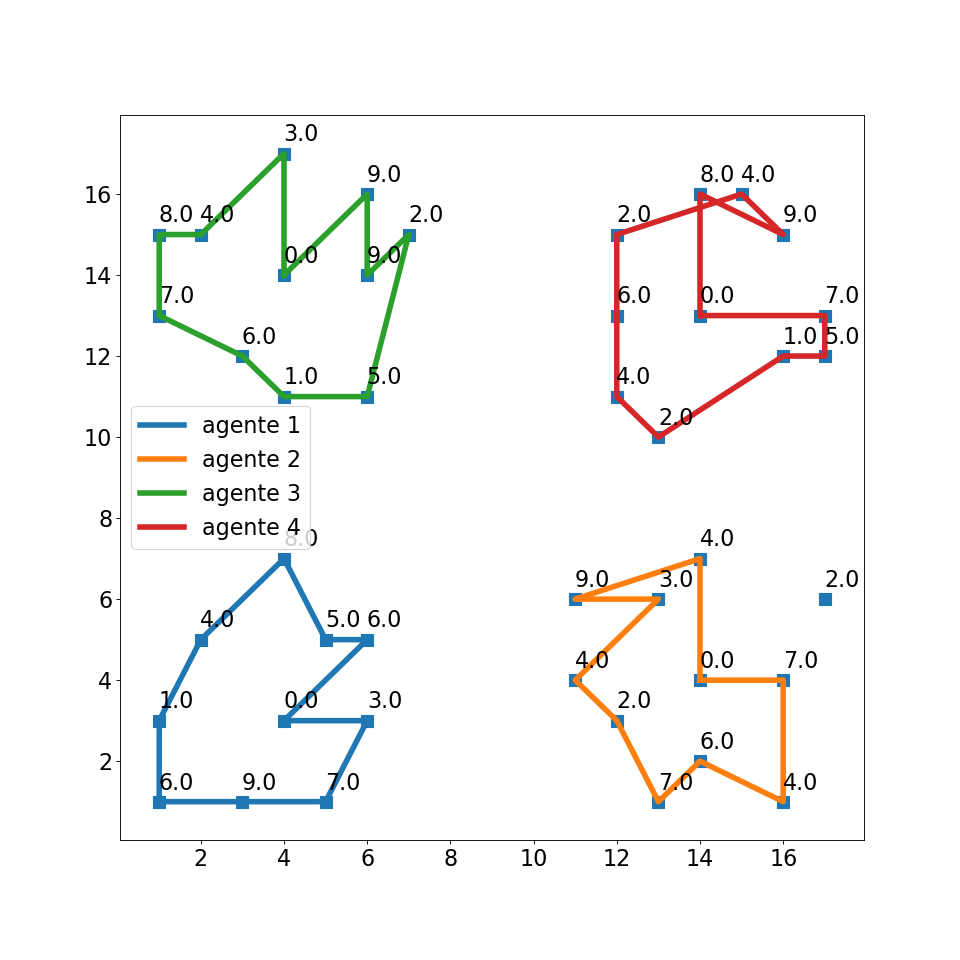 3.0
9.0
8.0 4.0
16
8.0 4.0 2.0
2.0 9.0
14
0.0 9.0
7.0 6.0 0.0 7.0
12
6.0 1.0 5.0
1.0 5.0 4.0
10
2.0
agente 1
agente 2
agente 3
agente 4
8
8.0 4.0
6
9.0 3.0 2.0
4.0 5.0 6.0
4
4.0 0.0 7.0
1.0 0.0 3.0 2.0
2
6.0
6.0 9.0 7.0 7.0 4.0
2 4 6 8 10 12 14 16